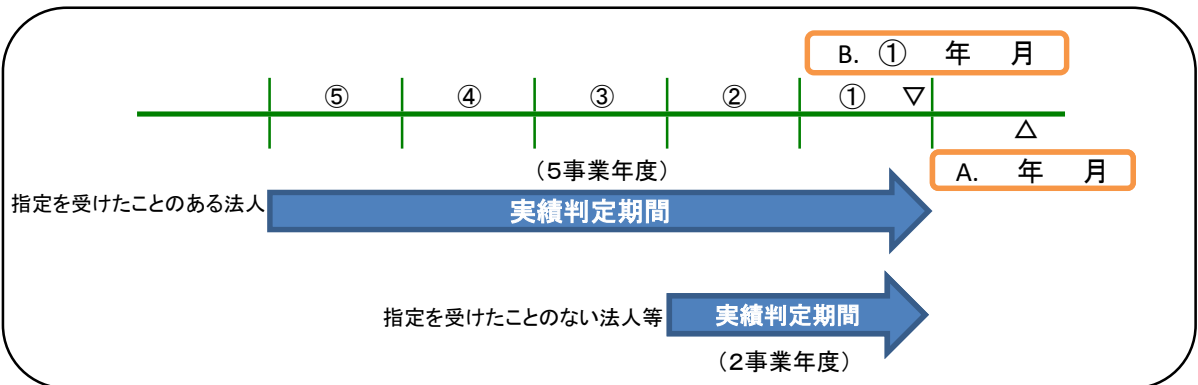 B. ① 年 月
⑤ ④ ③ ② ① ▽
△
(5事業年度)
A. 年 月
指定を受けたことのある法人
実績判定期間
指定を受けたことのない法人等
実績判定期間
(2事業年度)